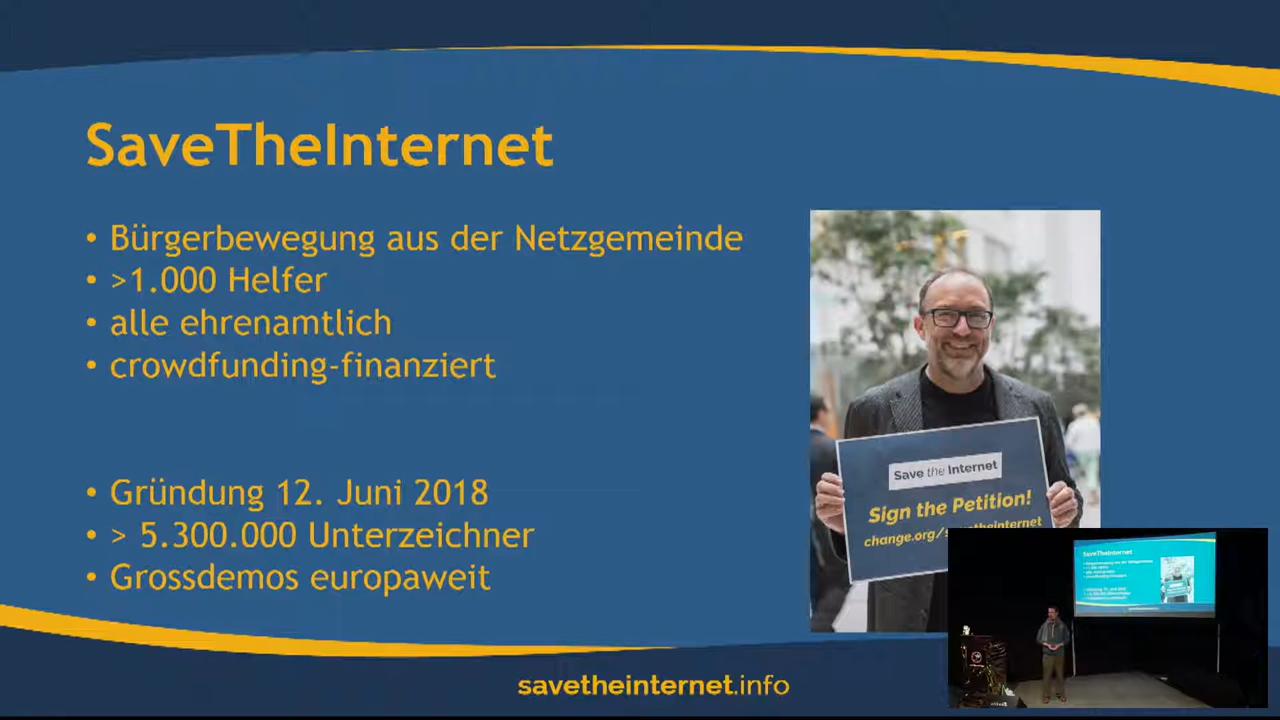 SaveTheInternet
• Bürgerbewegung aus der Netzgemeinde
• >1.000 Helfer
• alle ehrenamtlich
• crowdfunding-finanziert
• Gründung 12. Juni 2018
• > 5.300.000 Unterzeichner
• Grossdemos europaweit
Save the Internet
Sign the Petition!
savetheinternet.info
SaveTheInternet